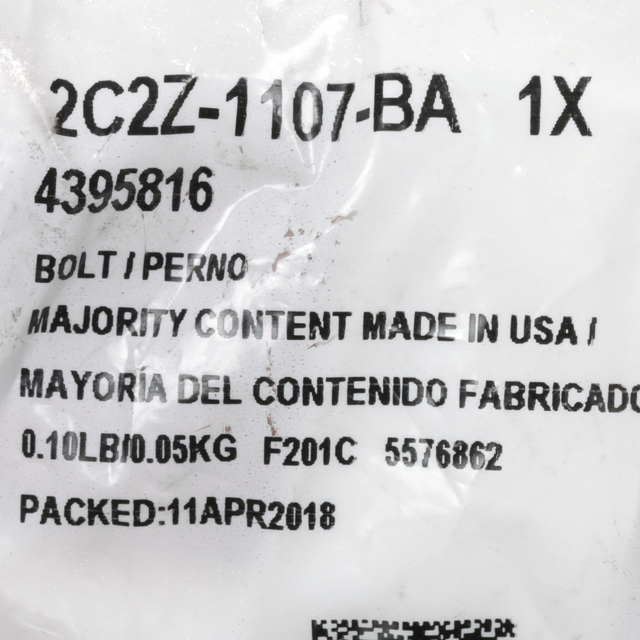 2C2Z-1107-BA 1X
4395816
BOLT / PERNO
MAJORITY CONTENT MADE IN USA /
MAYORÍA DEL CONTENIDO FABRICADO
0.10LB/0.05KG F201C 5576862
PACKED:11APR2018